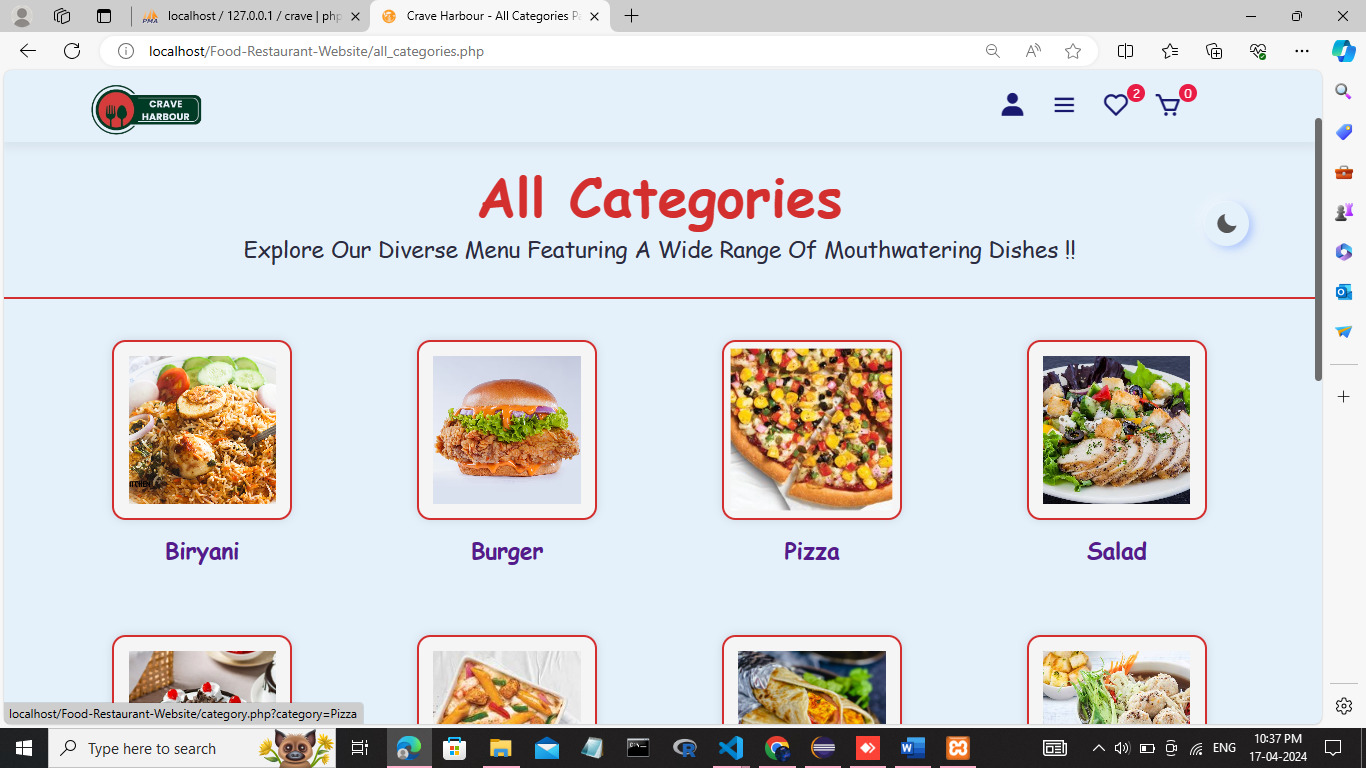 localhost / 127.0.0.1 / crave | php
Crave Harbour - All Categories Pa
localhost/Food-Restaurant-Website/all_categories.php
CRAVE
HARBOUR
2
0
All Categories
Explore Our Diverse Menu Featuring A Wide Range Of Mouthwatering Dishes !!
Biryani
Burger
Pizza
Salad
localhost/Food-Restaurant-Website/category.php?category=Pizza
Type here to search
ENG
10:37 PM
17-04-2024